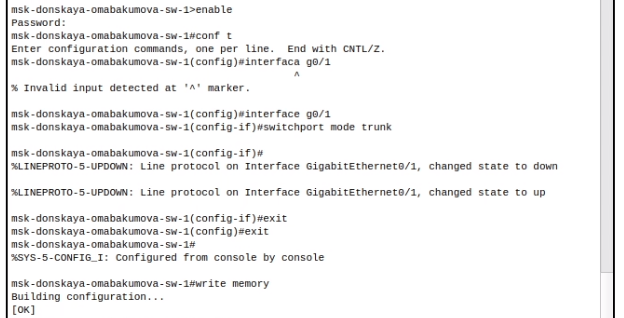 msk-donskaya-omabakumova-sw-1>enable
Password:
msk-donskaya-omabakumova-sw-1#conf t
Enter configuration commands, one per line.  End with CNTL/Z.
msk-donskaya-omabakumova-sw-1(config)#interfaca g0/1
^
% Invalid input detected at '^' marker.
msk-donskaya-omabakumova-sw-1(config)#interface g0/1
msk-donskaya-omabakumova-sw-1(config-if)#switchport mode trunk
msk-donskaya-omabakumova-sw-1(config-if)#
%LINEPROTO-5-UPDOWN: Line protocol on Interface GigabitEthernet0/1, changed state to down
%LINEPROTO-5-UPDOWN: Line protocol on Interface GigabitEthernet0/1, changed state to up
msk-donskaya-omabakumova-sw-1(config-if)#exit
msk-donskaya-omabakumova-sw-1(config)#exit
msk-donskaya-omabakumova-sw-1#
%SYS-5-CONFIG_I: Configured from console by console
msk-donskaya-omabakumova-sw-1#write memory
Building configuration...
[OK]